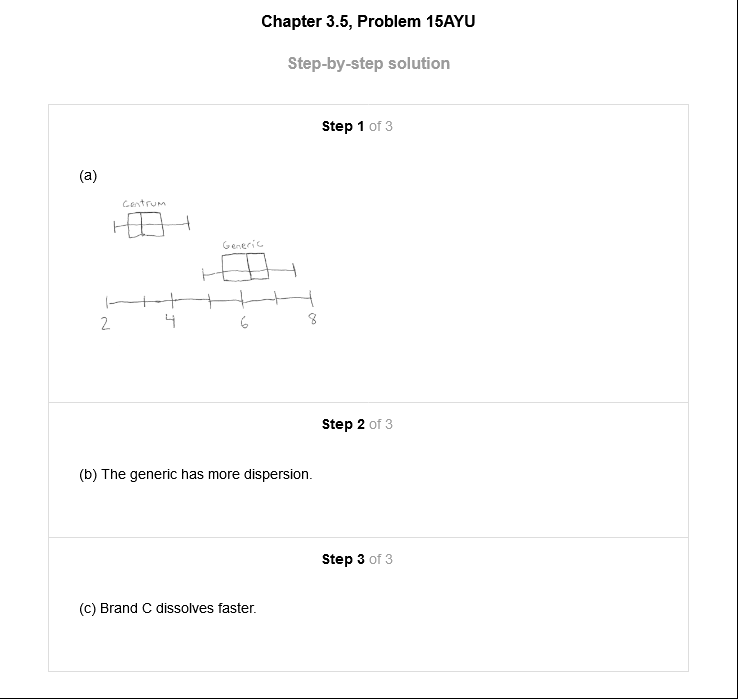 Chapter 3.5, Problem 15AYU
Step-by-step solution
Step 1 of 3
(a)
Centrum
Generic
2 4 6 8
Step 2 of 3
(b) The generic has more dispersion.
Step 3 of 3
(c) Brand C dissolves faster.